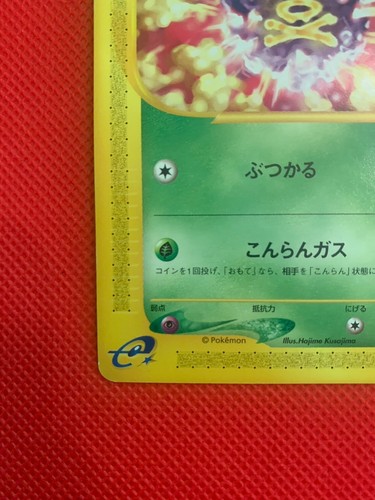 ぶつかる
こんらんガス
コインを1回投げ、「おもて」なら、相手を「こんらん」状態に
弱点 抵抗力 にげる
e
© Pokémon Illus.Hajime Kusajima